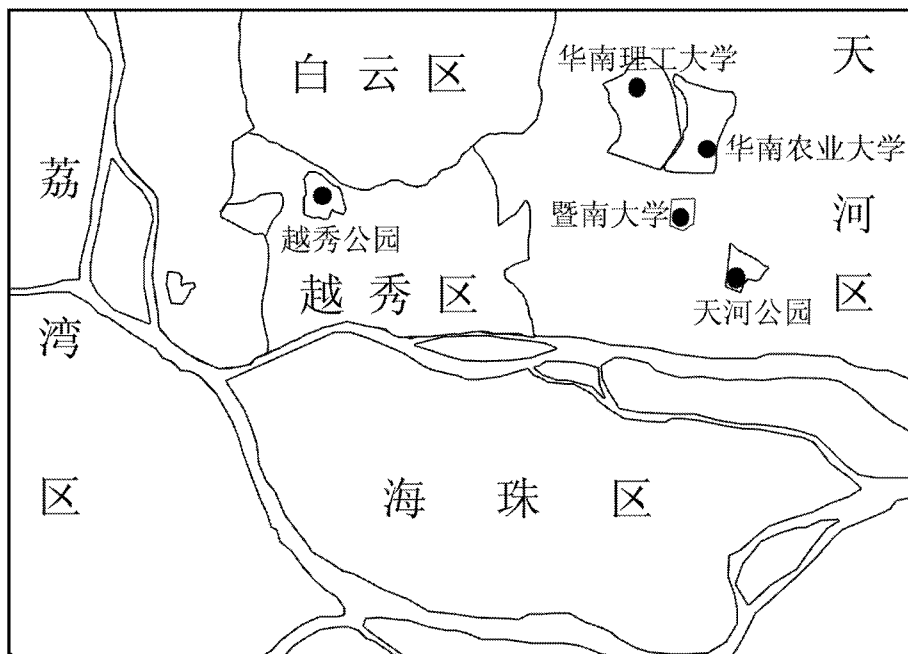 白云区
华南理工大学
天河区
华南农业大学
荔湾区
暨南大学
越秀公园
越秀区
天河公园
海珠区